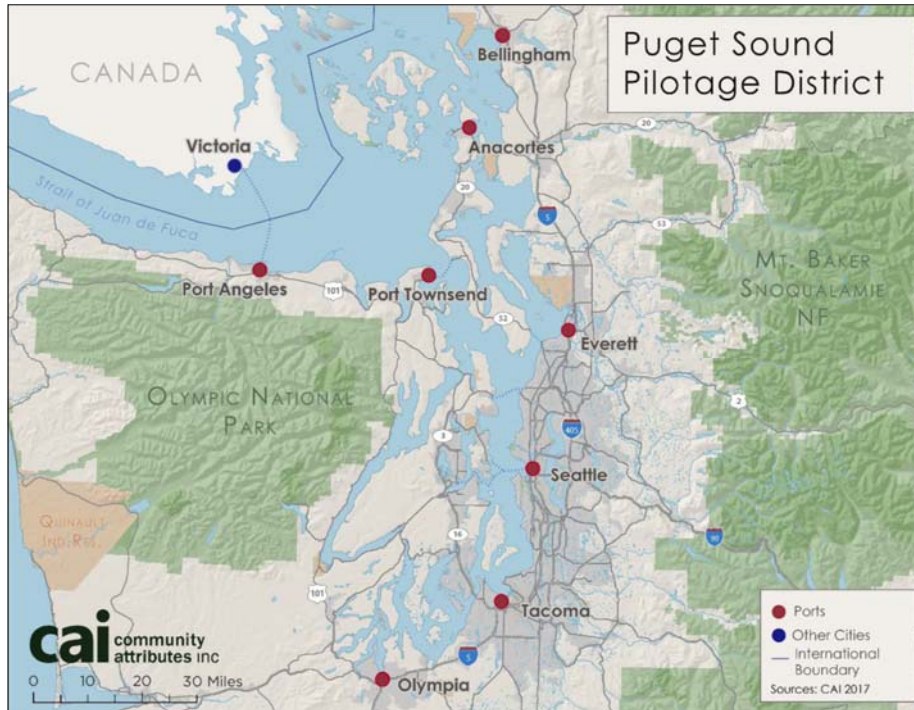 Puget Sound
Pilotage District
CANADA
Bellingham
Anacortes
20
Victoria
20
5
Strait of Juan de Fuca
53
Port Angeles
101
Port Townsend
MT. BAKER
SNOQUALAMIE
NF
52
Everett
OLYMPIC NATIONAL
PARK
2
3
405
Seattle
QUINAULT
IND. RES.
16
90
101
Tacoma
5
Olympia
cai community
attributes INC
0 10 20 30 Miles
Ports
Other Cities
International
Boundary
Sources: CAI 2017